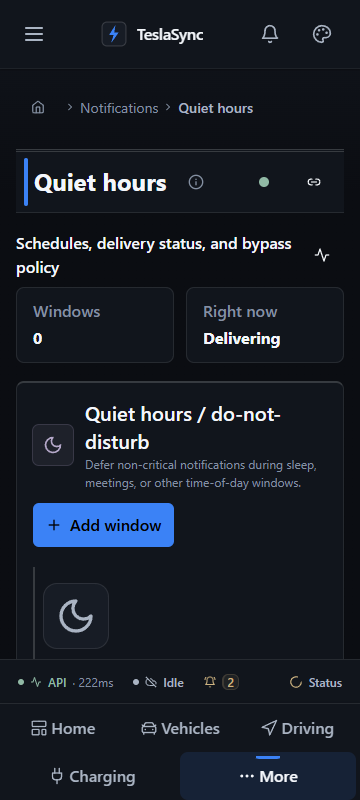 TeslaSync
Notifications Quiet hours
Quiet hours
Schedules, delivery status, and bypass
policy
Windows
0
Right now
Delivering
Quiet hours / do-not-
disturb
Defer non-critical notifications during sleep,
meetings, or other time-of-day windows.
+ Add window
API · 222ms Idle 2 Status
Home Vehicles Driving
Charging More